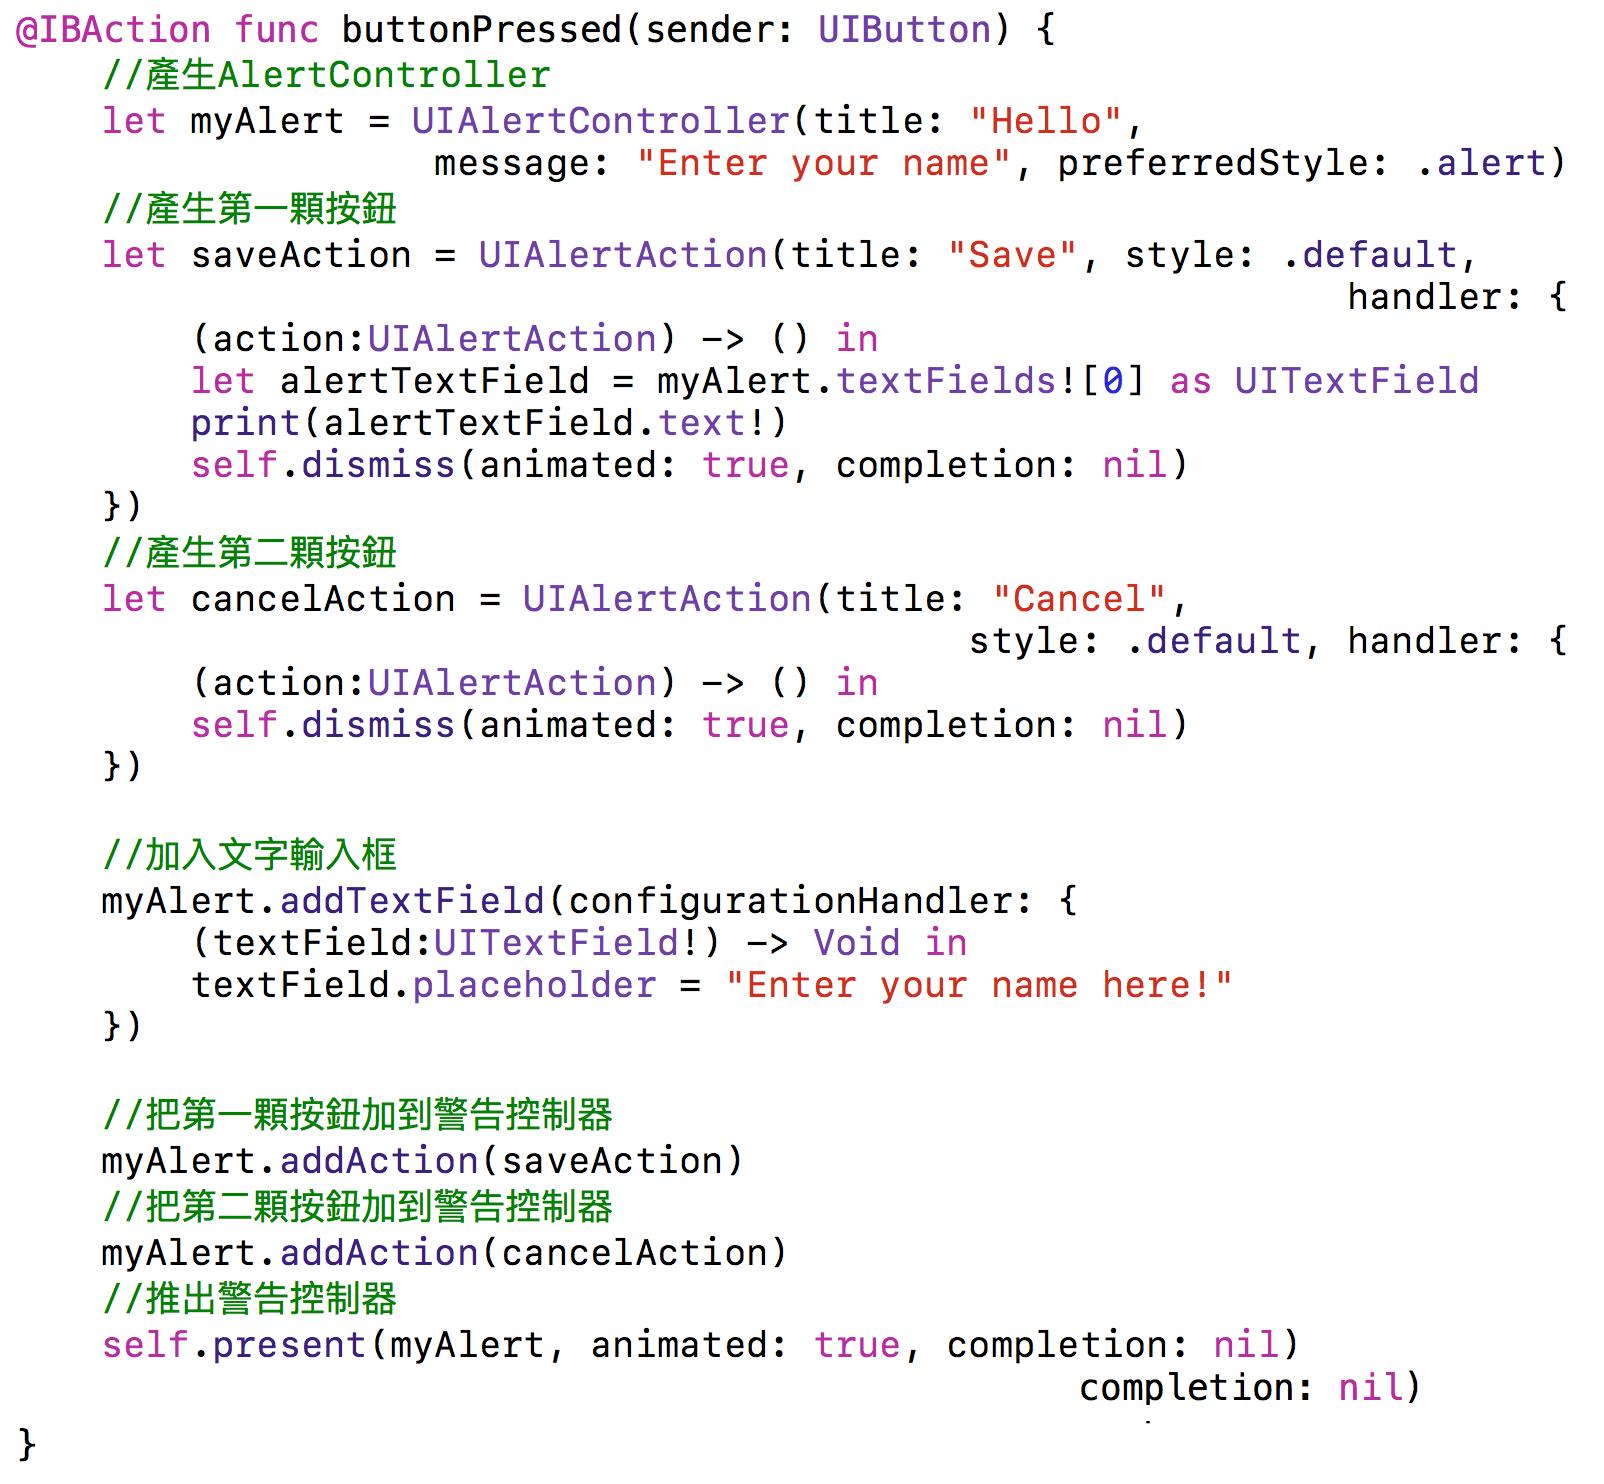 @IBAction func buttonPressed(sender: UIButton) {
    //產生AlertController
    let myAlert = UIAlertController(title: "Hello",
                   message: "Enter your name", preferredStyle: .alert)
    //產生第一顆按鈕
    let saveAction = UIAlertAction(title: "Save", style: .default,
                                                            handler: {
        (action:UIAlertAction) -> () in
        let alertTextField = myAlert.textFields![0] as UITextField
        print(alertTextField.text!)
        self.dismiss(animated: true, completion: nil)
    })
    //產生第二顆按鈕
    let cancelAction = UIAlertAction(title: "Cancel",
                                           style: .default, handler: {
        (action:UIAlertAction) -> () in
        self.dismiss(animated: true, completion: nil)
    })

    //加入文字輸入框
    myAlert.addTextField(configurationHandler: {
        (textField:UITextField!) -> Void in
        textField.placeholder = "Enter your name here!"
    })

    //把第一顆按鈕加到警告控制器
    myAlert.addAction(saveAction)
    //把第二顆按鈕加到警告控制器
    myAlert.addAction(cancelAction)
    //推出警告控制器
    self.present(myAlert, animated: true, completion: nil)
                                                completion: nil)
}